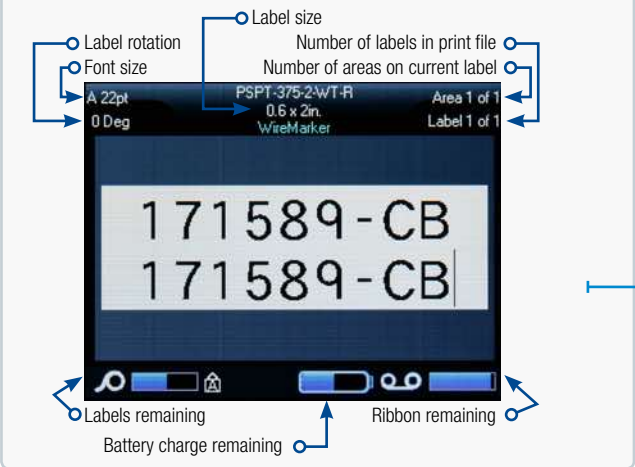 Label size
Label rotation
Number of labels in print file
Font size
Number of areas on current label
A 22pt
PSPT-375-2-WT-R
Area 1 of 1
0 Deg
0.6 x 2in.
Label 1 of 1
WireMarker
171589-CB
171589-CB
Labels remaining
Ribbon remaining
Battery charge remaining